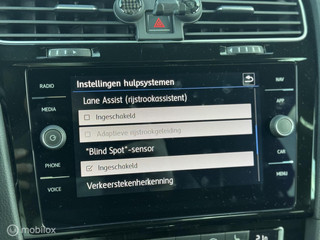 RADIO
MEDIA
PHONE
VOICE
Instellingen hulpsystemen
Lane Assist (rijstrookassistent)
Ingeschakeld
Adaptieve rijstrookgeleiding
"Blind Spot"-sensor
Ingeschakeld
Verkeerstekenherkenning
NAV
APP
CAR
MENU
mobielvox